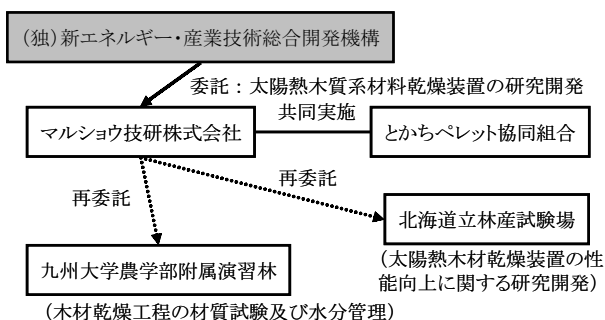 （独）新エネルギー・産業技術総合開発機構
委託：太陽熱木質系材料乾燥装置の研究開発
共同実施
マルショウ技研株式会社
とかちペレット協同組合
再委託
再委託
北海道立林産試験場
（太陽熱木材乾燥装置の性
能向上に関する研究開発）
九州大学農学部附属演習林
（木材乾燥工程の材質試験及び水分管理）